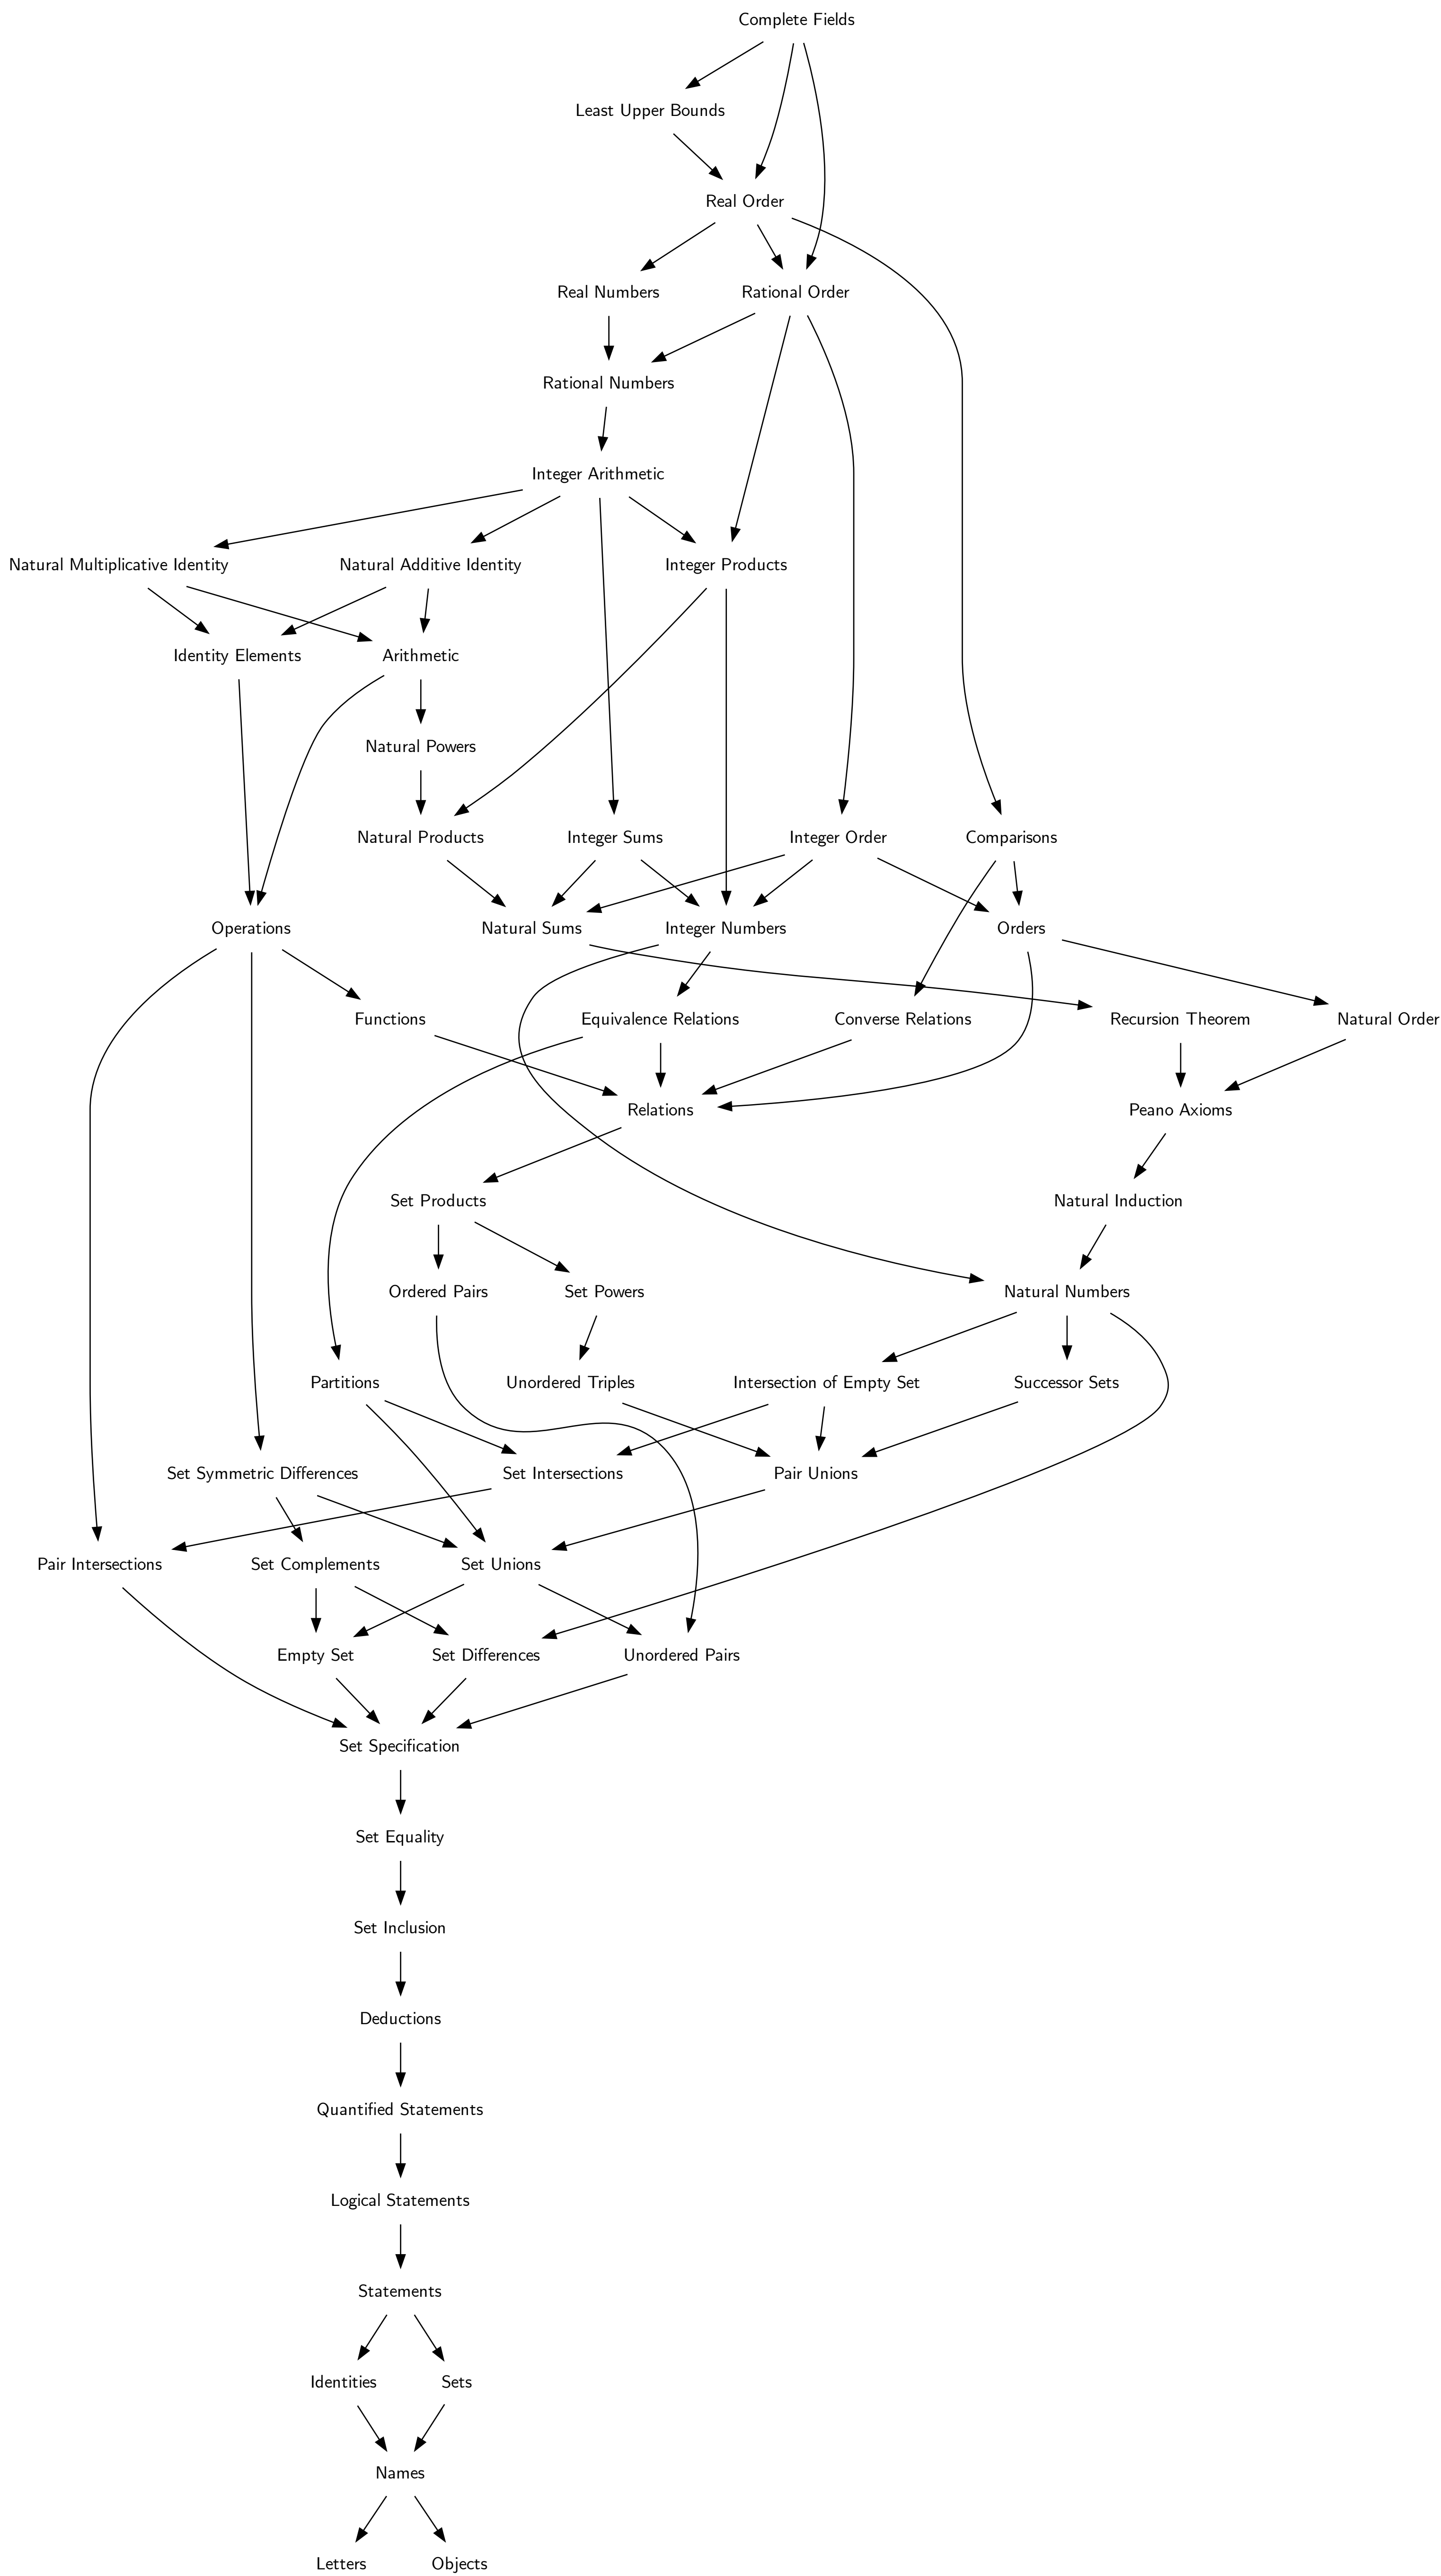 Complete Fields
Least Upper Bounds
Real Order
Real Numbers
Rational Order
Rational Numbers
Integer Arithmetic
Natural Multiplicative Identity
Natural Additive Identity
Integer Products
Identity Elements
Arithmetic
Natural Powers
Natural Products
Integer Sums
Integer Order
Comparisons
Operations
Natural Sums
Integer Numbers
Orders
Functions
Equivalence Relations
Converse Relations
Recursion Theorem
Natural Order
Relations
Peano Axioms
Set Products
Natural Induction
Ordered Pairs
Set Powers
Natural Numbers
Partitions
Unordered Triples
Intersection of Empty Set
Successor Sets
Set Symmetric Differences
Set Intersections
Pair Unions
Pair Intersections
Set Complements
Set Unions
Empty Set
Set Differences
Unordered Pairs
Set Specification
Set Equality
Set Inclusion
Deductions
Quantified Statements
Logical Statements
Statements
Identities
Sets
Names
Letters
Objects